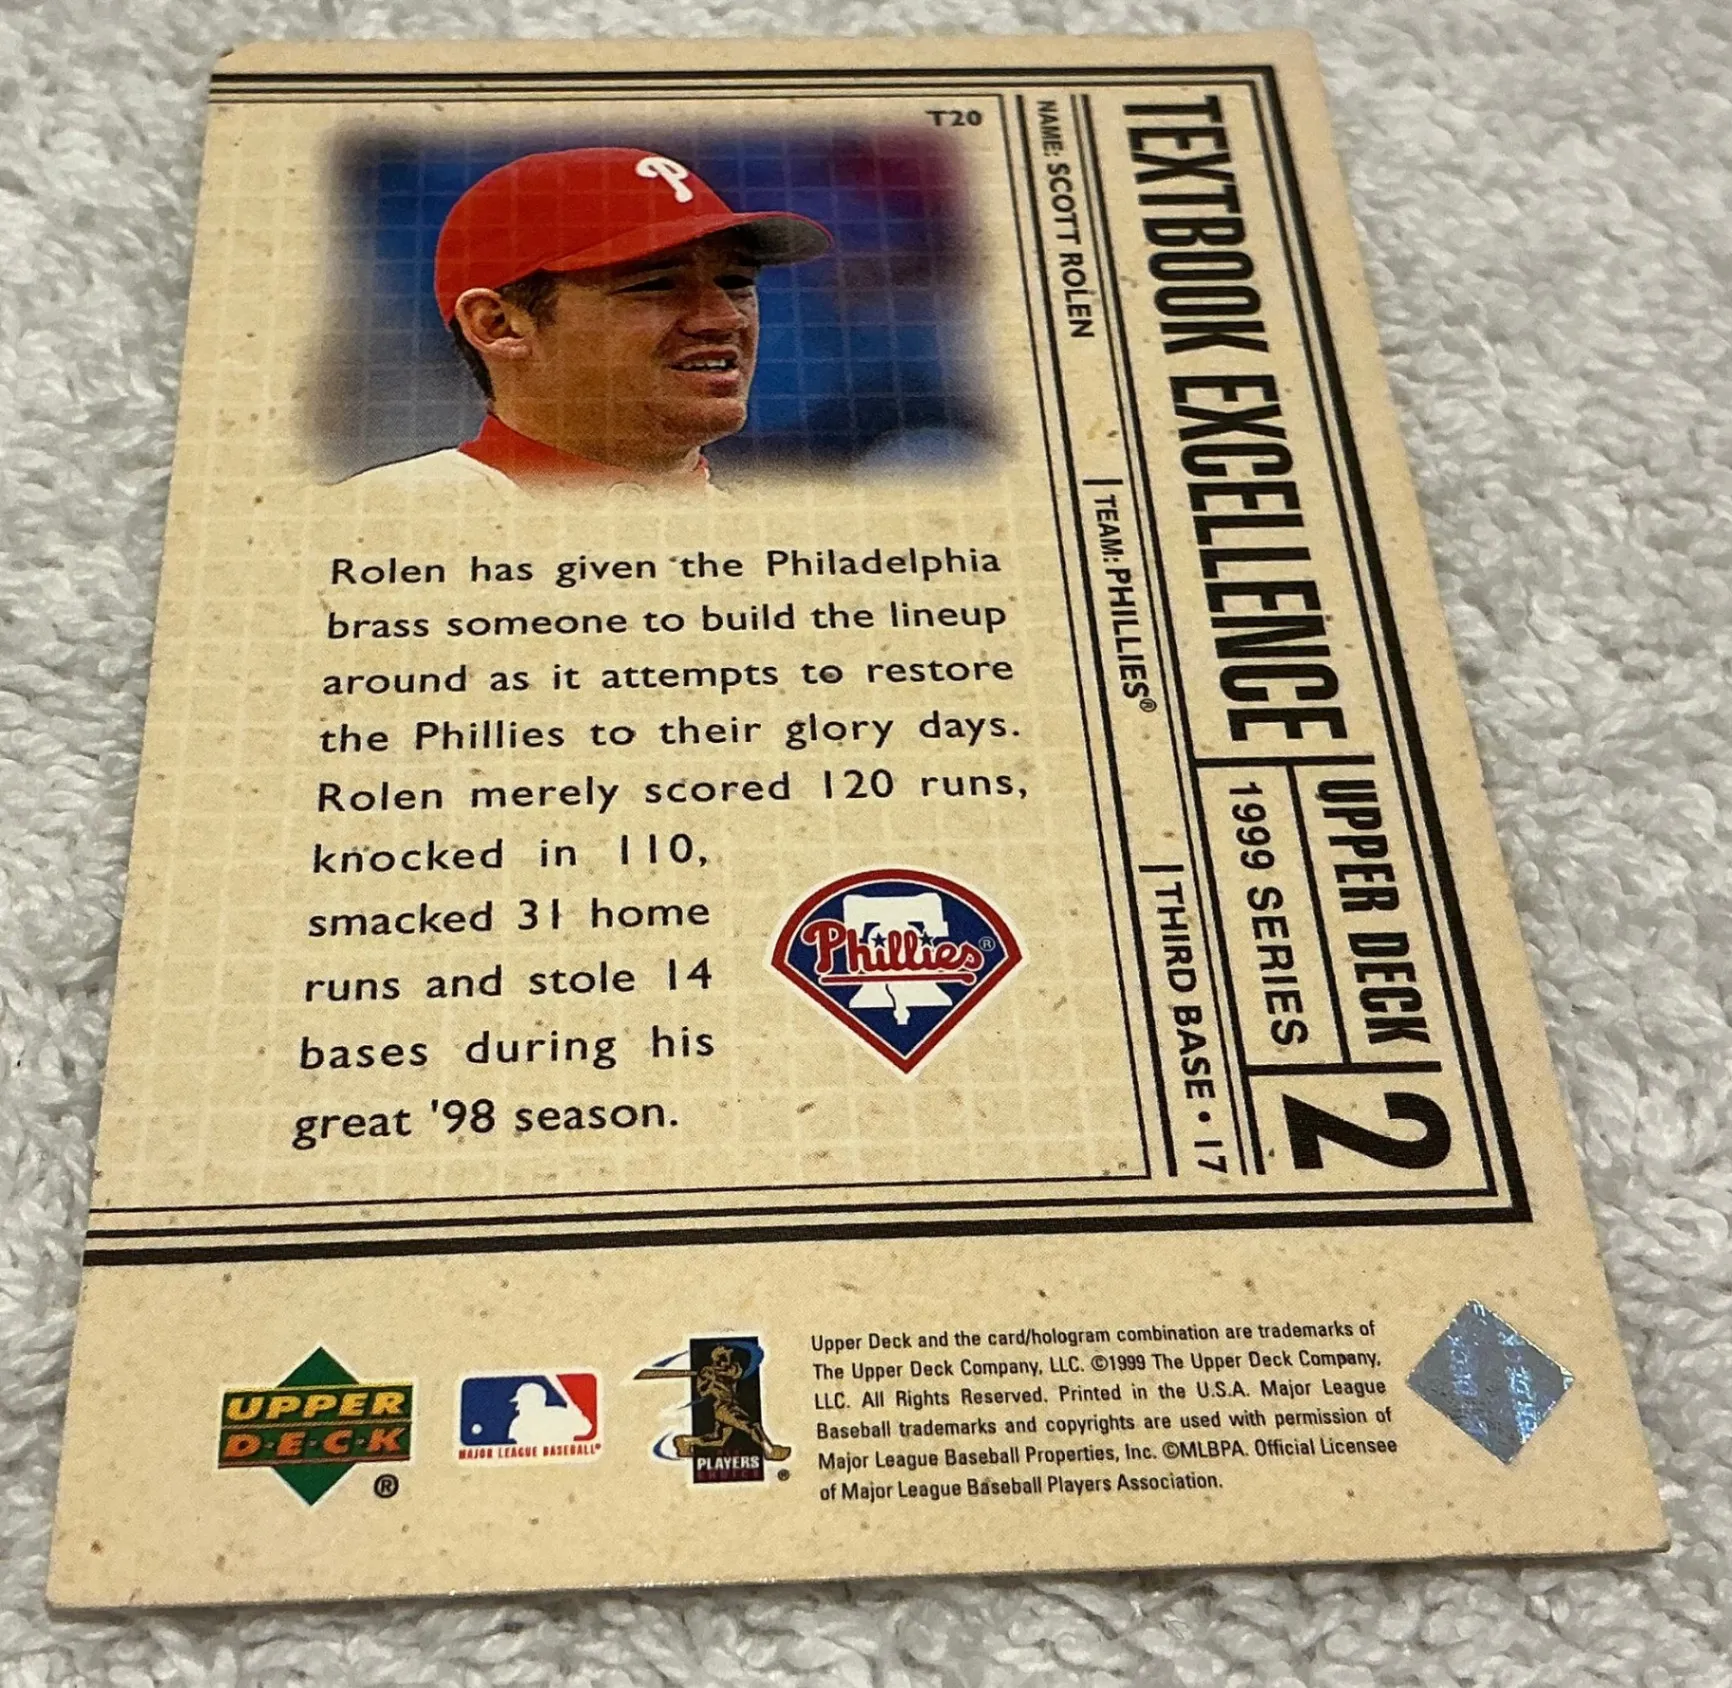 T20
P
NAME: SCOTT ROLEN
TEAM: PHILLIES®
THIRD BASE • 17
TEXTBOOK EXCELLENCE
1999 SERIES
UPPER DECK
2
Rolen has given the Philadelphia
brass someone to build the lineup
around as it attempts to restore
the Phillies to their glory days.
Rolen merely scored 120 runs,
knocked in 110,
smacked 31 home
runs and stole 14
bases during his
great '98 season.
Phillies®
UPPER
D·E·C·K
®
MAJOR LEAGUE BASEBALL®
PLAYERS
CHOICE
®
Upper Deck and the card/hologram combination are trademarks of
The Upper Deck Company, LLC. ©1999 The Upper Deck Company,
LLC. All Rights Reserved. Printed in the U.S.A. Major League
Baseball trademarks and copyrights are used with permission of
Major League Baseball Properties, Inc. ©MLBPA. Official Licensee
of Major League Baseball Players Association.